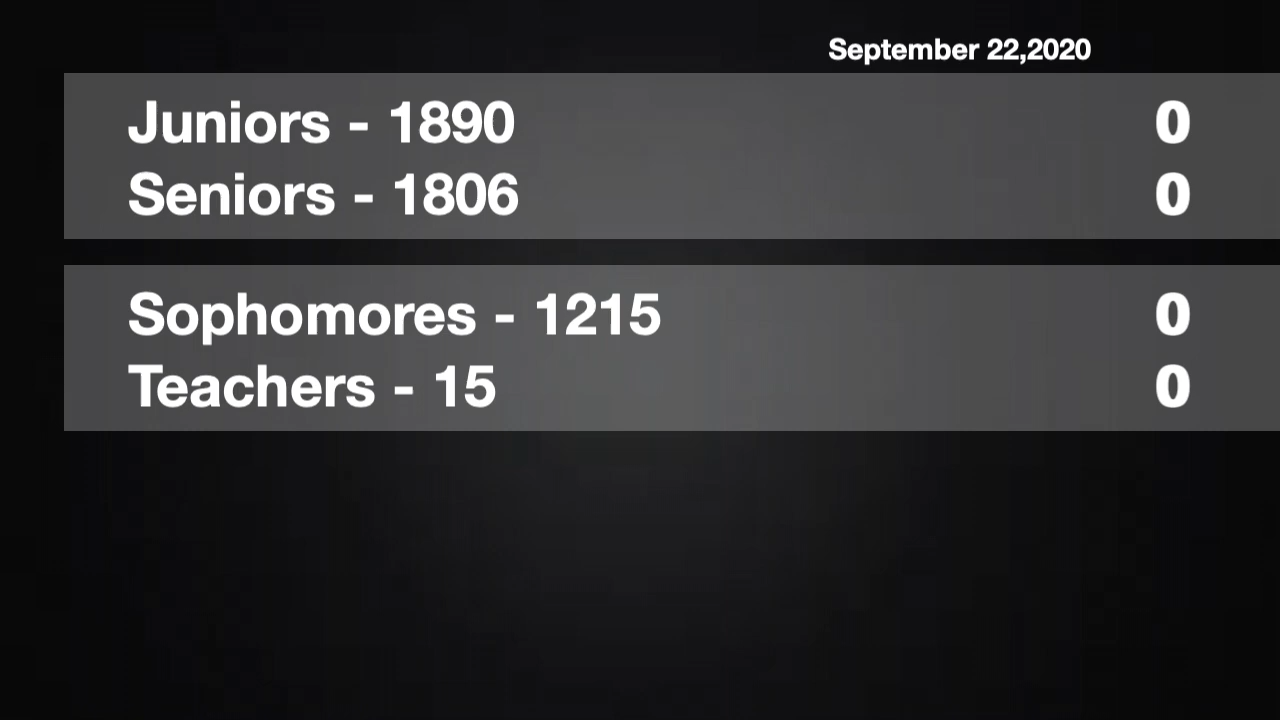 September 22,2020
Juniors - 1890 0
Seniors - 1806 0
Sophomores - 1215 0
Teachers - 15 0